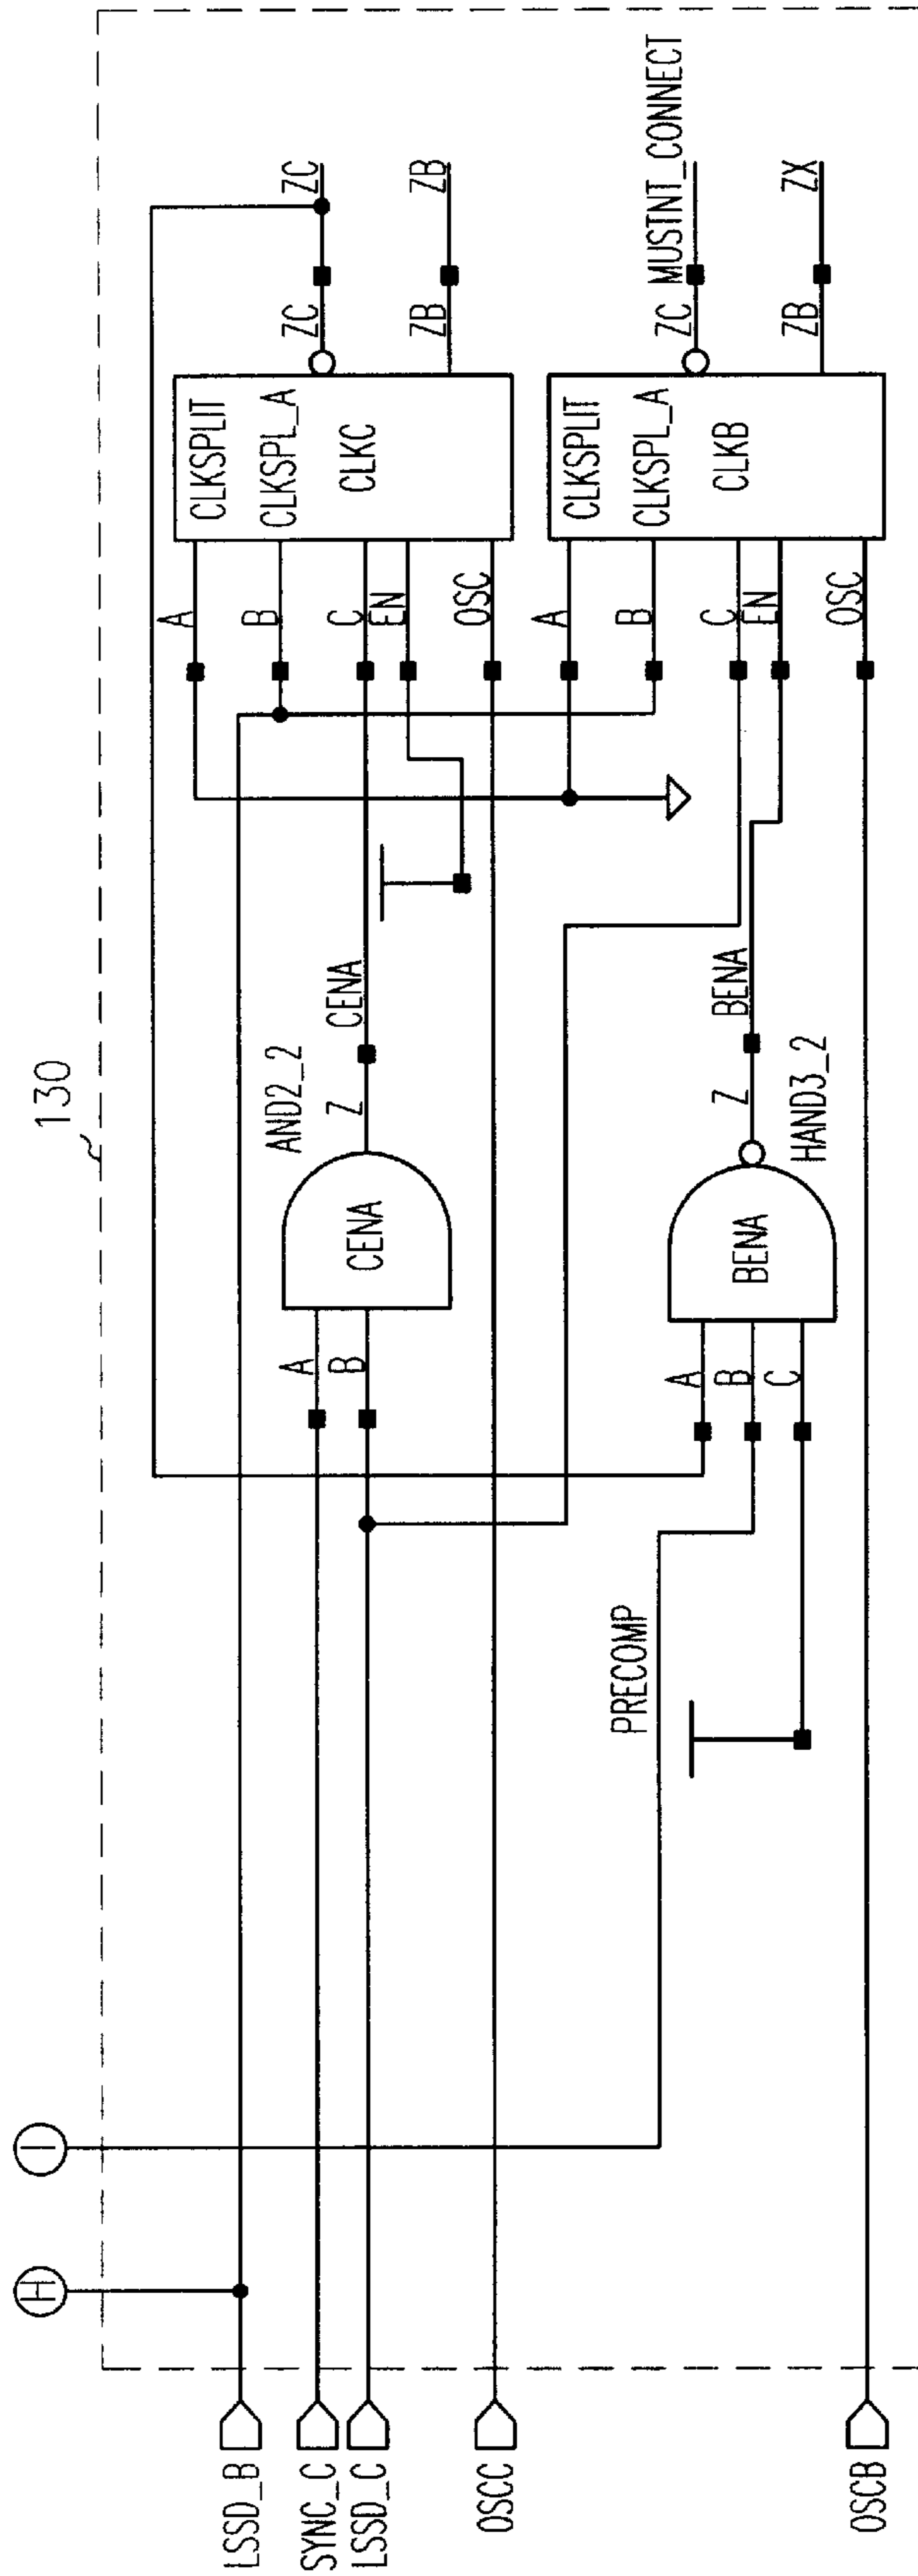 130
H
I
LSSD_B
SYNC_C
LSSD_C
OSCC
OSCB
A
B
CENA
Z
AND2_2
CENA
PRECOMP
A
B
C
BENA
Z
HAND3_2
BENA
A
B
C
EN
OSC
CLKSPLIT
CLKSPL_A
CLKC
ZC
ZC
ZB
ZB
A
B
C
EN
OSC
CLKSPLIT
CLKSPL_A
CLKB
ZC
MUSTNT_CONNECT
ZB
ZX